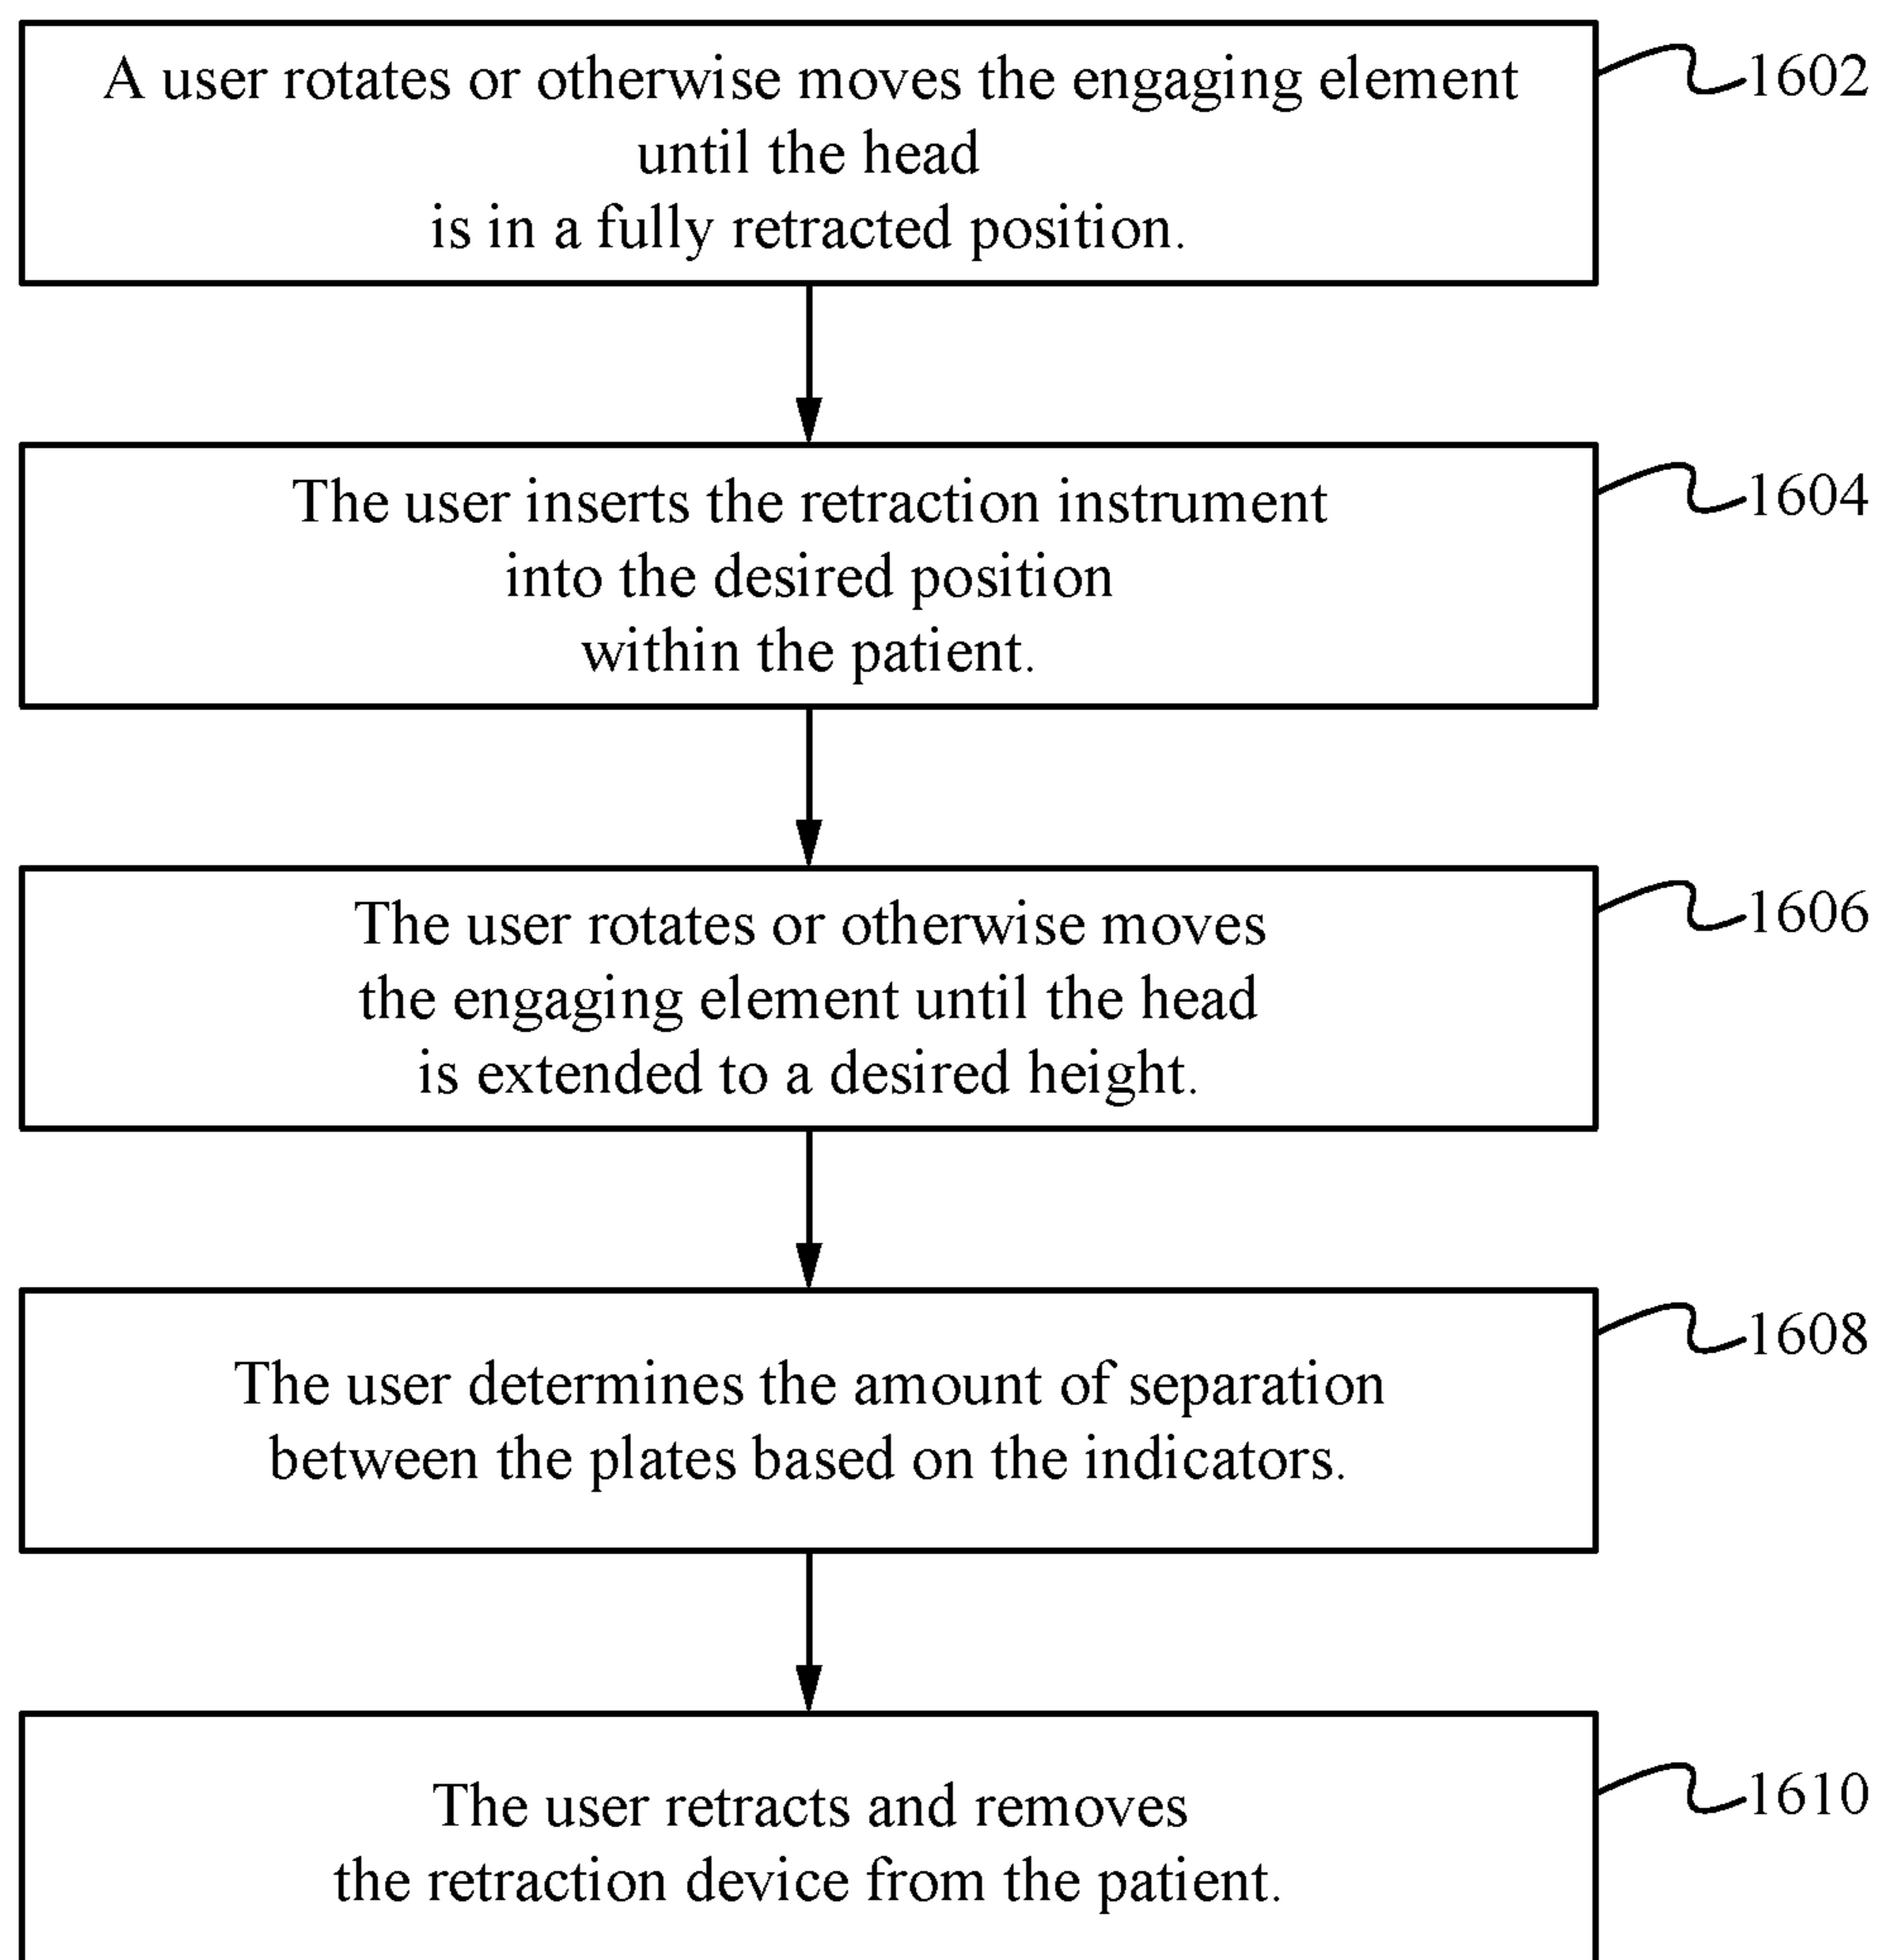 A user rotates or otherwise moves the engaging element
until the head
is in a fully retracted position.
1602
The user inserts the retraction instrument
into the desired position
within the patient.
1604
The user rotates or otherwise moves
the engaging element until the head
is extended to a desired height.
1606
The user determines the amount of separation
between the plates based on the indicators.
1608
The user retracts and removes
the retraction device from the patient.
1610